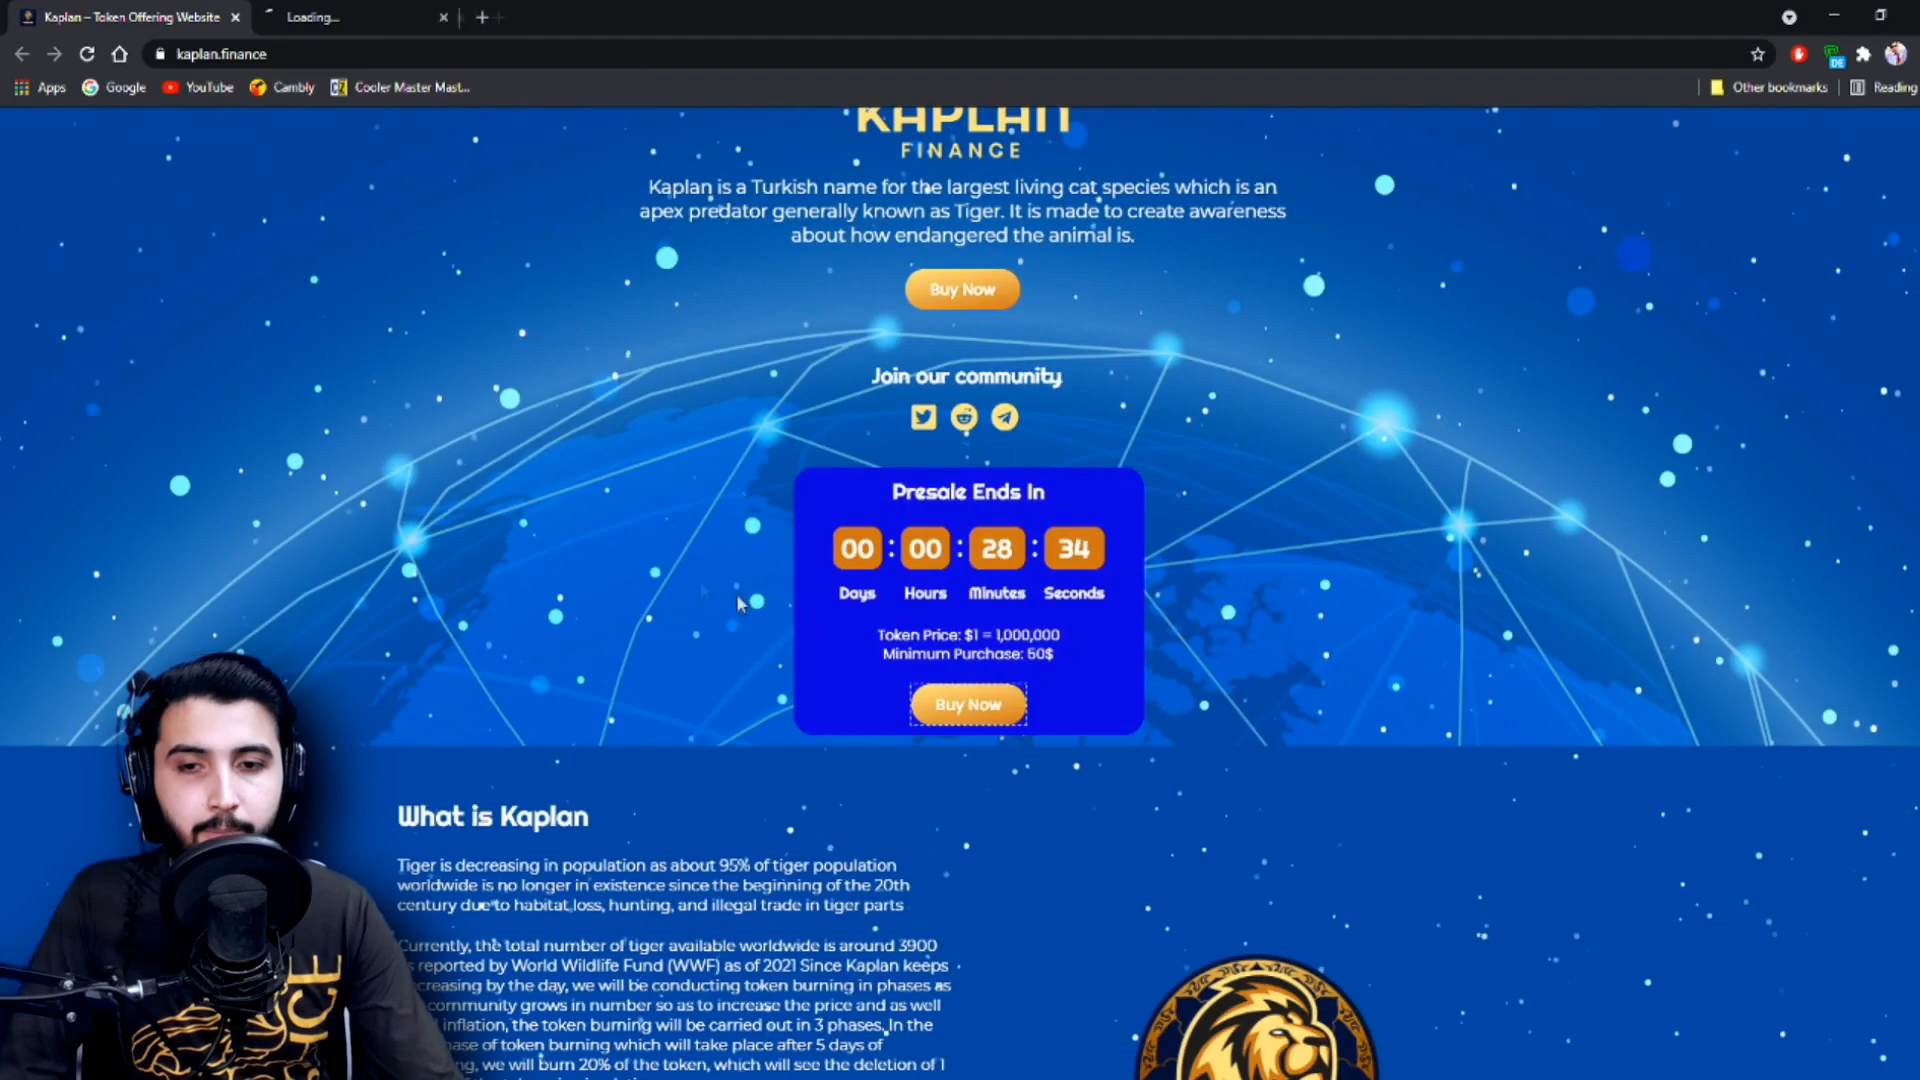 Kaplan – Token Offering Website
Loading...
kaplan.finance
Apps
Google
YouTube
Cambly
Cooler Master Mast...
Other bookmarks
Reading
DE
KAPLAN
FINANCE
Kaplan is a Turkish name for the largest living cat species which is an
apex predator generally known as Tiger. It is made to create awareness
about how endangered the animal is.
Buy Now
Join our community
Presale Ends In
00 : 00 : 28 : 34
Days Hours Minutes Seconds
Token Price: $1 = 1,000,000
Minimum Purchase: 50$
Buy Now
What is Kaplan
Tiger is decreasing in population as about 95% of tiger population
worldwide is no longer in existence since the beginning of the 20th
century due to habitat loss, hunting, and illegal trade in tiger parts
Currently, the total number of tiger available worldwide is around 3900
reported by World Wildlife Fund (WWF) as of 2021 Since Kaplan keeps
creasing by the day, we will be conducting token burning in phases as
community grows in number so as to increase the price and as well
inflation, the token burning will be carried out in 3 phases. In the
of token burning which will take place after 5 days of
we will burn 20% of the token, which will see the deletion of 1